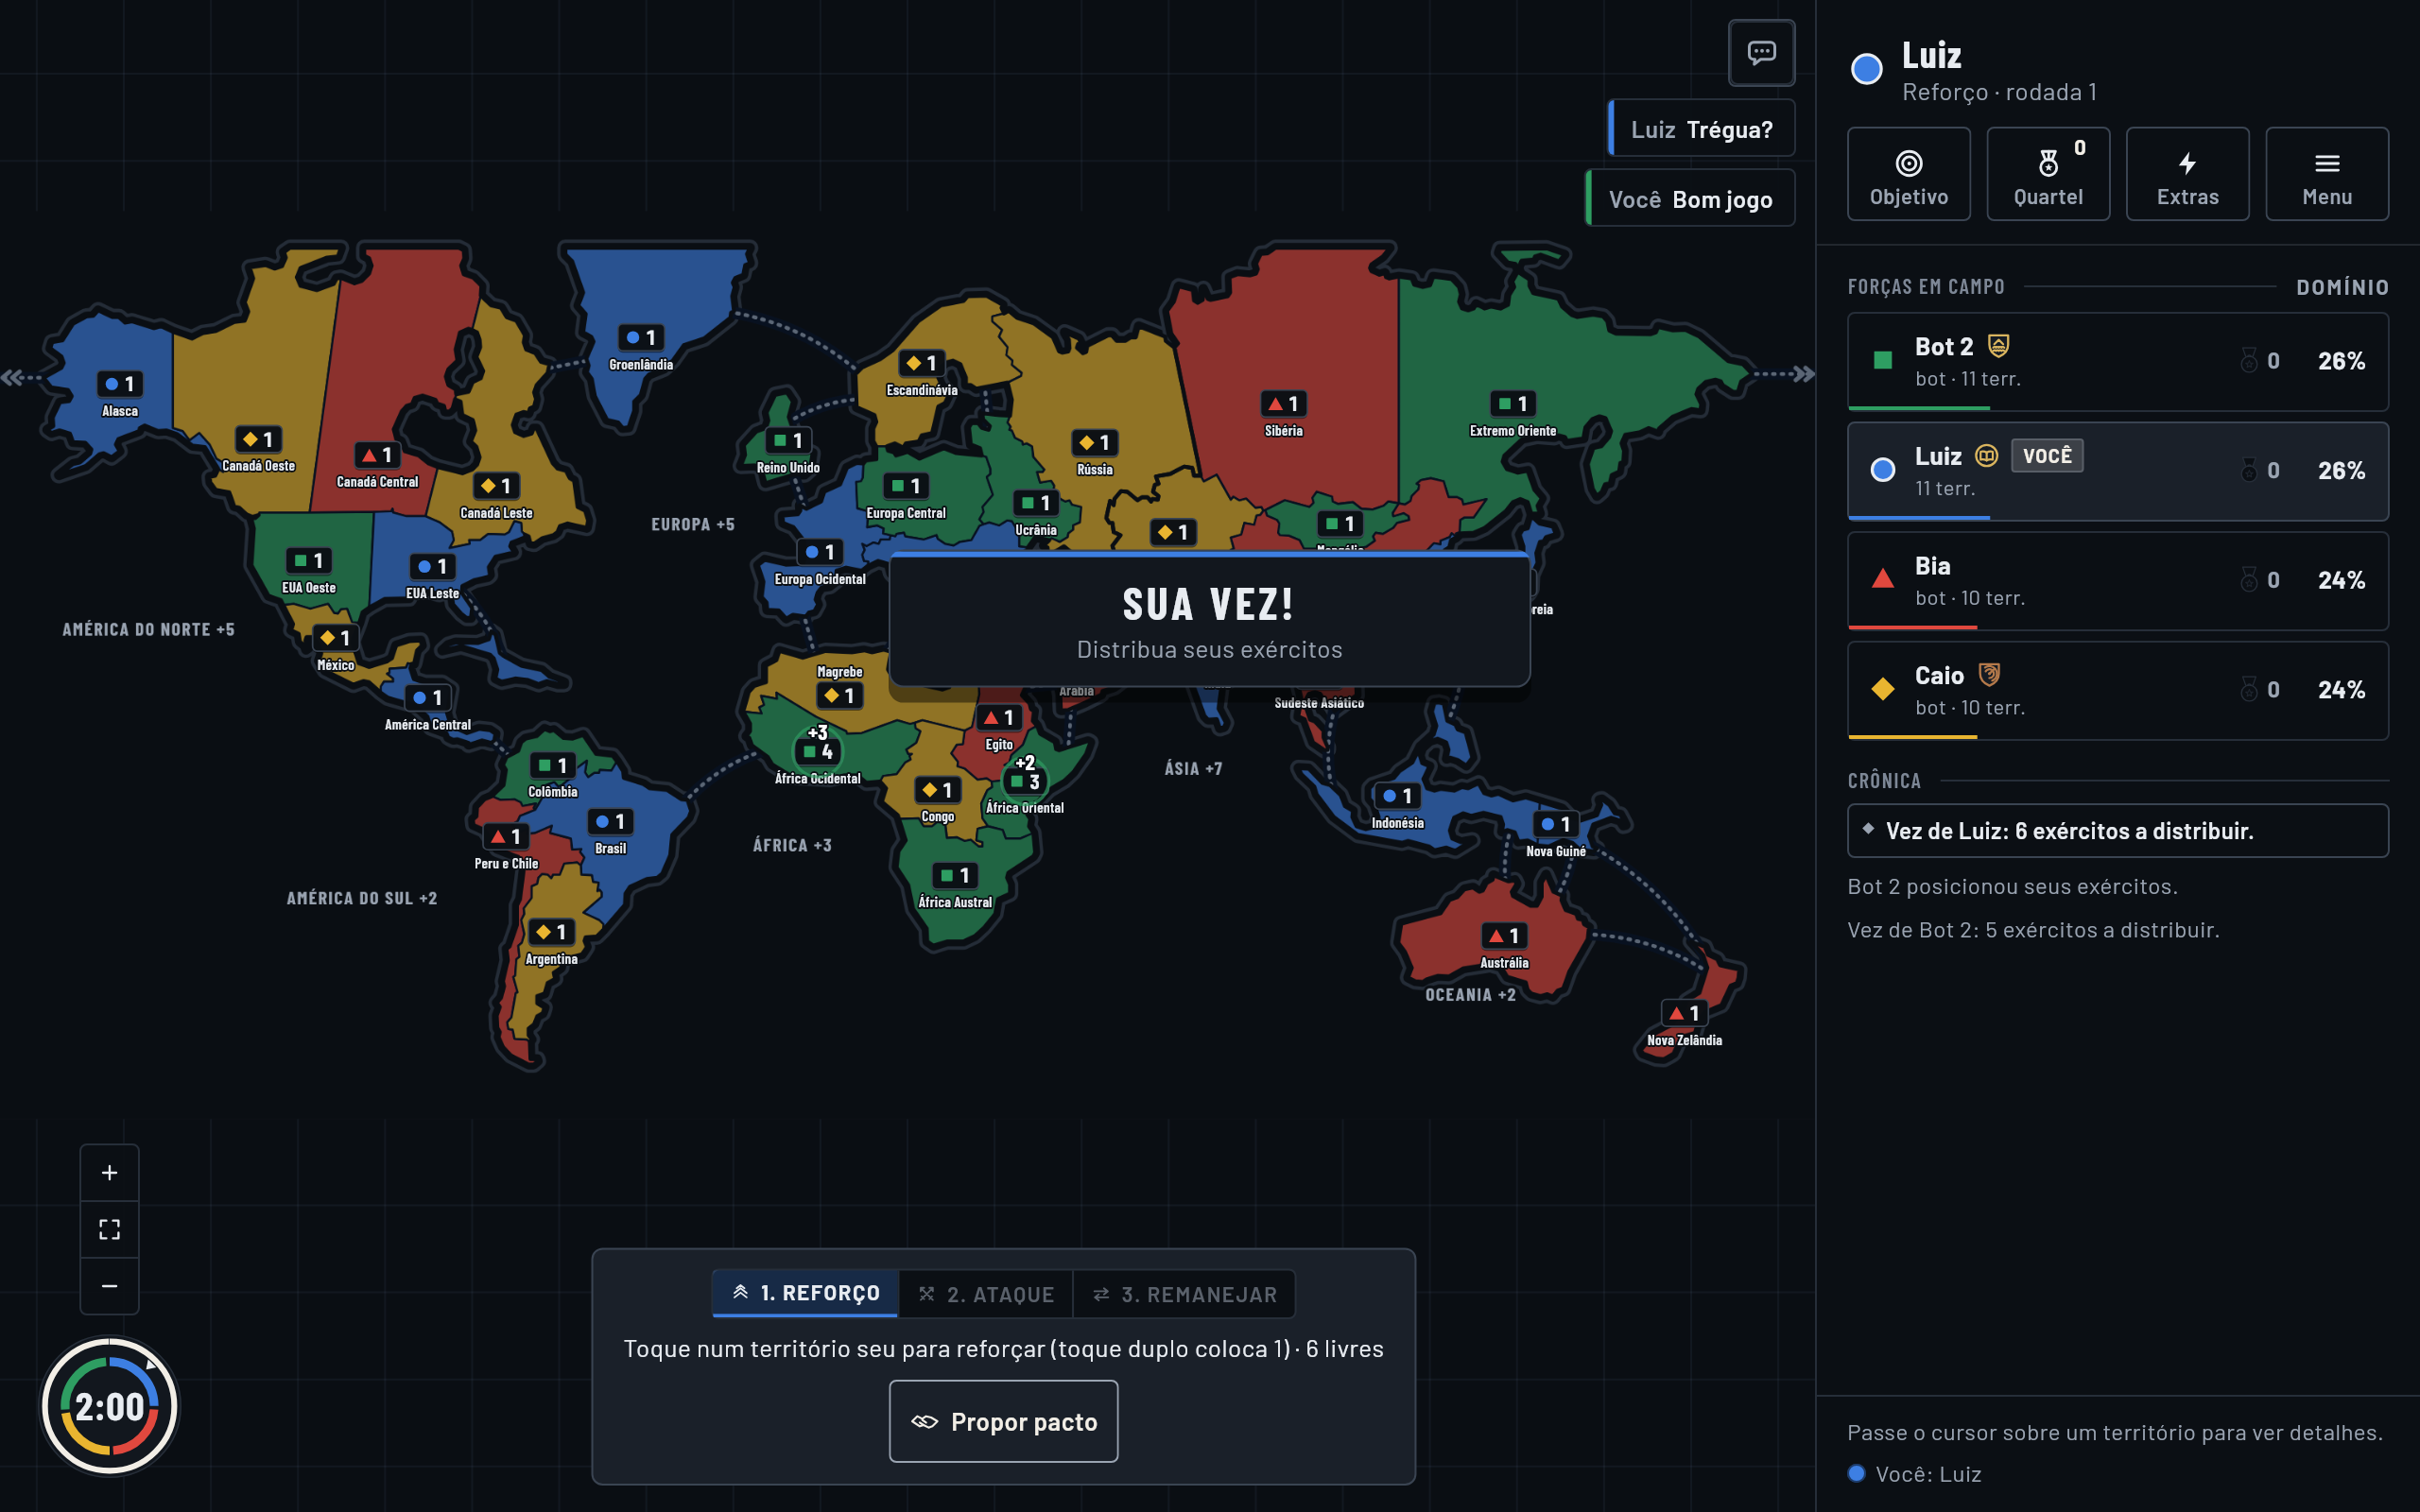 Luiz Trégua?
Você Bom jogo
1
Alasca
1
Canadá Oeste
1
Canadá Central
1
Canadá Leste
1
Groenlândia
1
EUA Oeste
1
EUA Leste
1
México
1
América Central
AMÉRICA DO NORTE +5
1
Colômbia
1
Peru e Chile
1
Brasil
1
Argentina
AMÉRICA DO SUL +2
EUROPA +5
1
Escandinávia
1
Reino Unido
1
Europa Central
1
Ucrânia
1
Rússia
1
Europa Ocidental
1
Sibéria
1
Extremo Oriente
1
1
SUA VEZ!
Distribua seus exércitos
Magrebe
1
+3
4
África Ocidental
1
Egito
+2
3
África Oriental
1
Congo
1
África Austral
ÁFRICA +3
Arábia
Sudeste Asiático
ÁSIA +7
1
Indonésia
1
Nova Guiné
1
Austrália
OCEANIA +2
1
Nova Zelândia
+
−
2:00
1. REFORÇO
2. ATAQUE
3. REMANEJAR
Toque num território seu para reforçar (toque duplo coloca 1) · 6 livres
Propor pacto
Luiz
Reforço · rodada 1
Objetivo
0
Quartel
Extras
Menu
FORÇAS EM CAMPO DOMÍNIO
Bot 2 0 26%
bot · 11 terr.
Luiz VOCÊ 0 26%
11 terr.
Bia 0 24%
bot · 10 terr.
Caio 0 24%
bot · 10 terr.
CRÔNICA
Vez de Luiz: 6 exércitos a distribuir.
Bot 2 posicionou seus exércitos.
Vez de Bot 2: 5 exércitos a distribuir.
Passe o cursor sobre um território para ver detalhes.
Você: Luiz